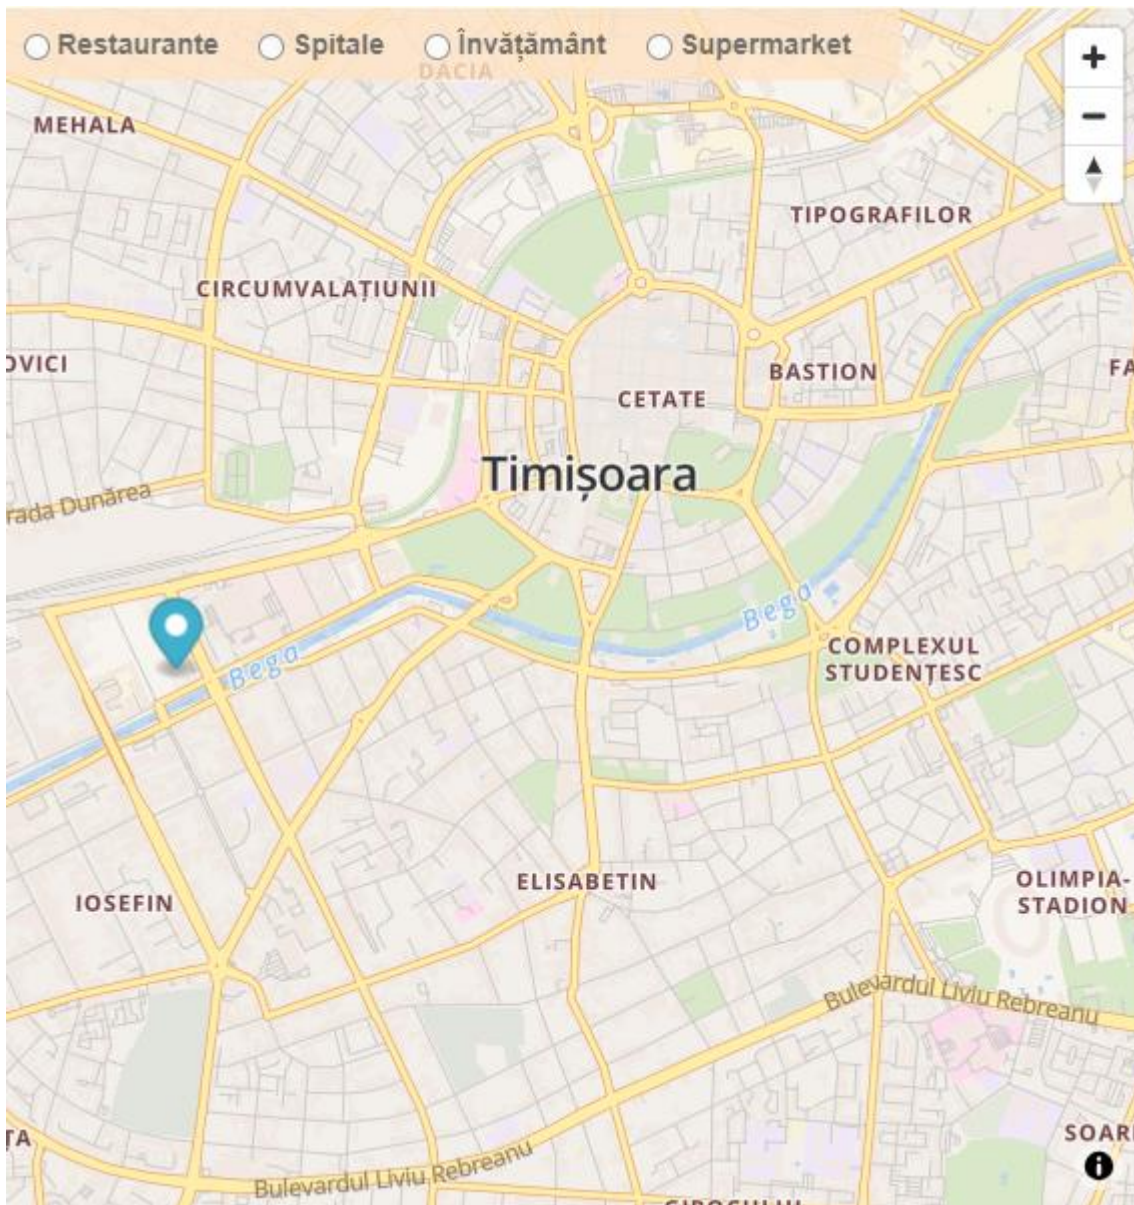 Restaurante Spitale Învățământ Supermarket
DACIA
MEHALA
TIPOGRAFILOR
CIRCUMVALAȚIUNII
OVICI
BASTION
FA
CETATE
Timișoara
rada Dunărea
Bega
Bega
COMPLEXUL
STUDENȚESC
ELISABETIN
OLIMPIA-
STADION
IOSEFIN
Bulevardul Liviu Rebreanu
TA
SOAR
Bulevardul Liviu Rebreanu